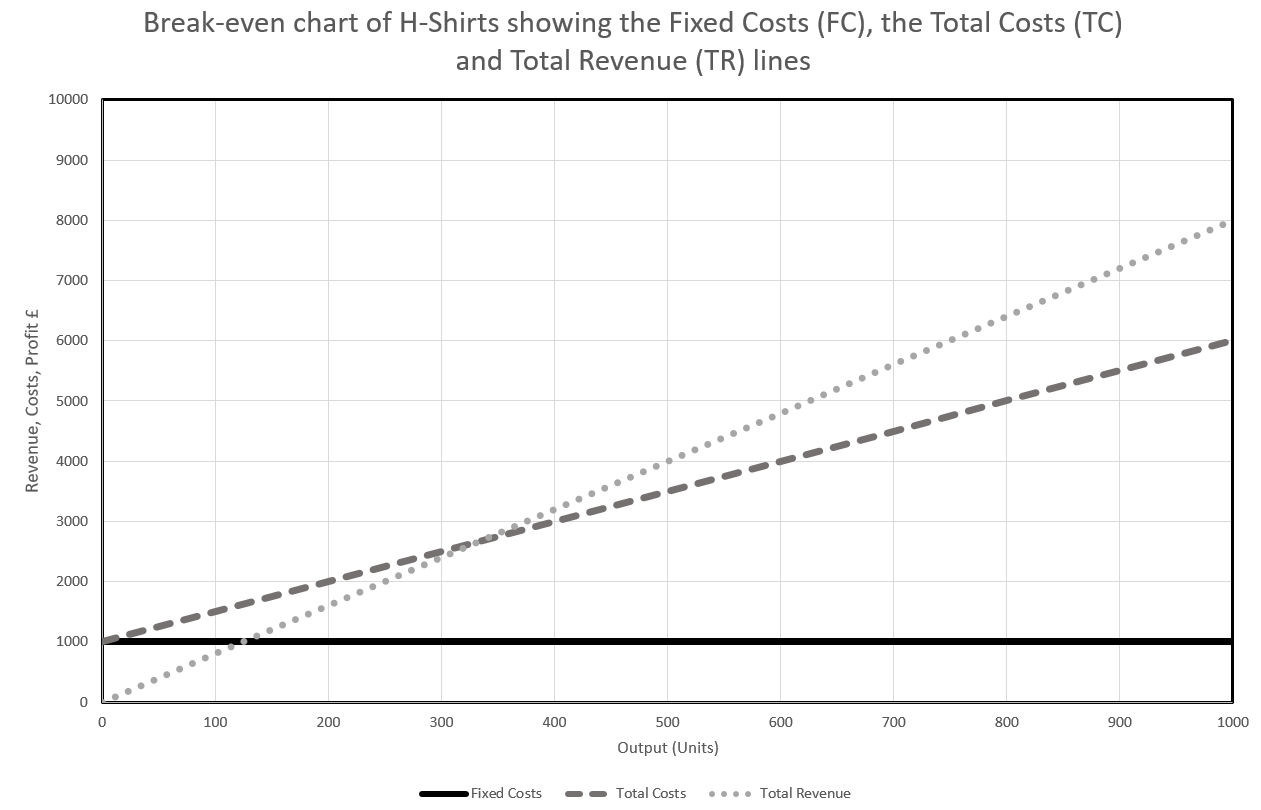 Break-even chart of H-Shirts showing the Fixed Costs (FC), the Total Costs (TC)
and Total Revenue (TR) lines
Revenue, Costs, Profit £
10000
9000
8000
7000
6000
5000
4000
3000
2000
1000
0
0 100 200 300 400 500 600 700 800 900 1000
Output (Units)
Fixed Costs Total Costs Total Revenue